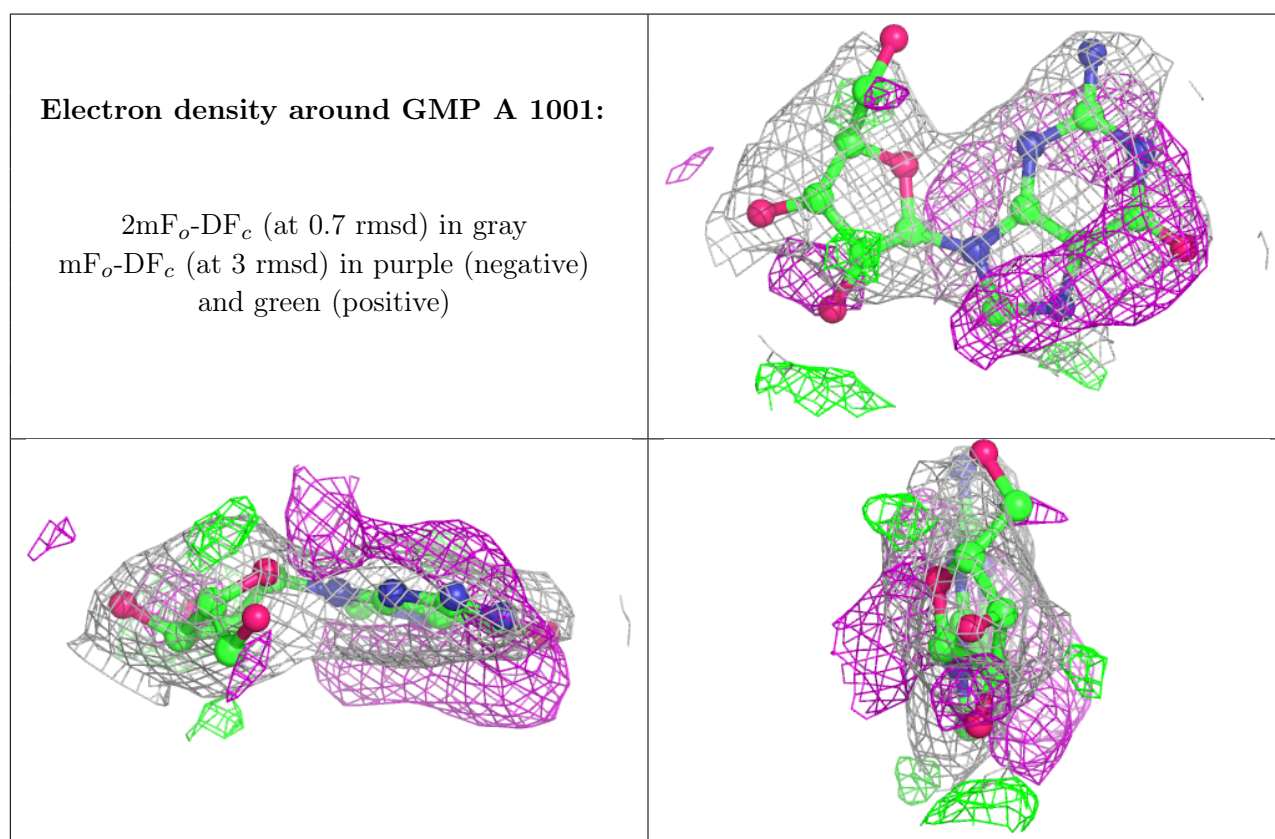 Electron density around GMP A 1001:
2mFo-DFc (at 0.7 rmsd) in gray
mFo-DFc (at 3 rmsd) in purple (negative)
and green (positive)